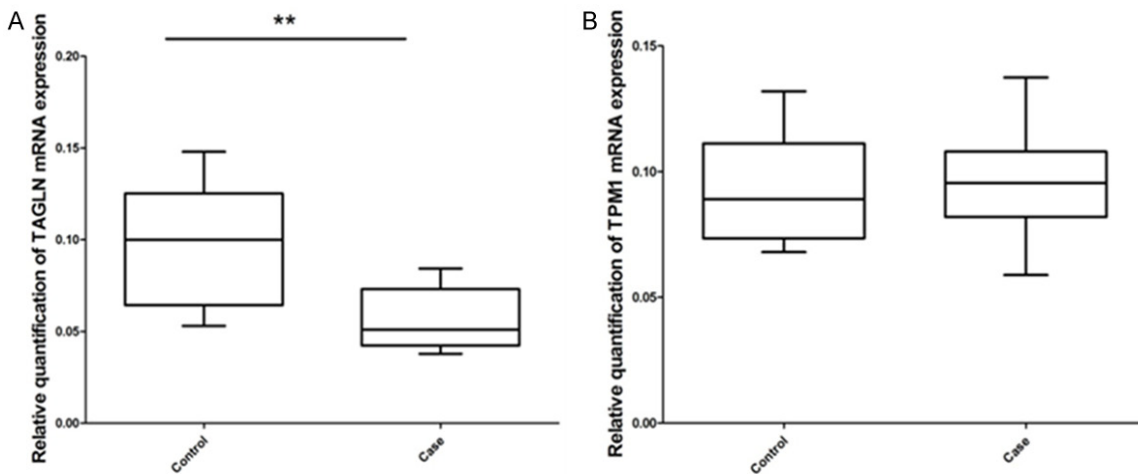 A
**
Relative quantification of TAGLN mRNA expression
0.20
0.15
0.10
0.05
0.00
Control
Case
B
Relative quantification of TPM1 mRNA expression
0.15
0.10
0.05
0.00
Control
Case